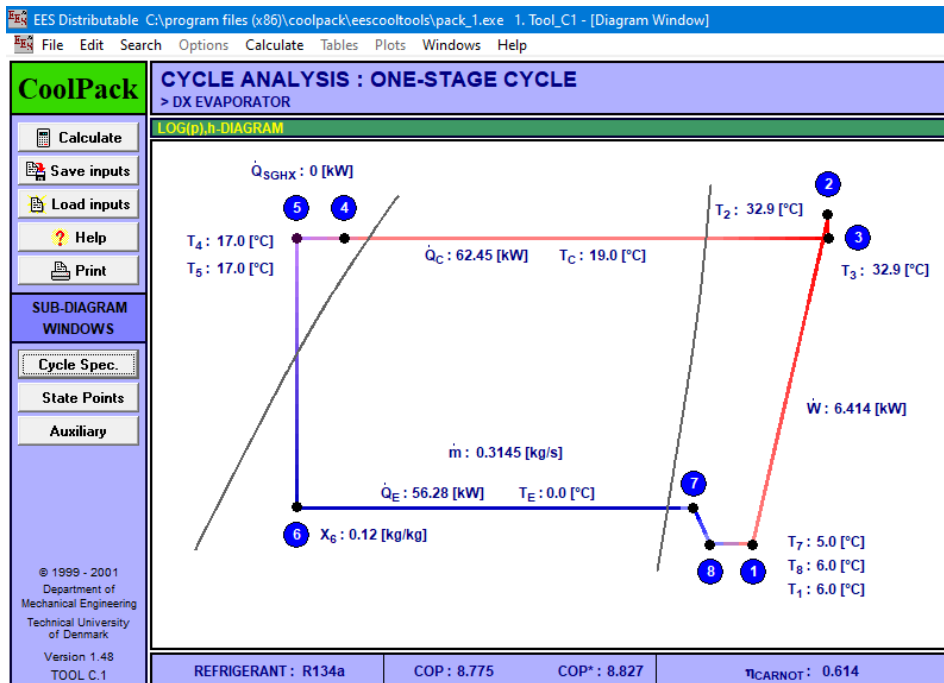 EES Distributable C:\program files (x86)\coolpack\eescooltools\pack_1.exe 1. Tool_C1 - [Diagram Window]
File Edit Search Options Calculate Tables Plots Windows Help
CoolPack
CYCLE ANALYSIS : ONE-STAGE CYCLE
> DX EVAPORATOR
LOG(p),h-DIAGRAM
Calculate
Save inputs
Load inputs
Help
Print
SUB-DIAGRAM
WINDOWS
Cycle Spec.
State Points
Auxiliary
© 1999 - 2001
Department of
Mechanical Engineering
Technical University
of Denmark
Version 1.48
TOOL C.1
Q̇SGHX : 0 [kW]
5 4 2
T2 : 32.9 [°C]
3
T4 : 17.0 [°C]
T5 : 17.0 [°C]
Q̇C : 62.45 [kW] TC : 19.0 [°C]
T3 : 32.9 [°C]
Ẇ : 6.414 [kW]
ṁ : 0.3145 [kg/s]
7
Q̇E : 56.28 [kW] TE : 0.0 [°C]
6 X6 : 0.12 [kg/kg]
8 1
T7 : 5.0 [°C]
T8 : 6.0 [°C]
T1 : 6.0 [°C]
REFRIGERANT : R134a COP : 8.775 COP* : 8.827 ηCARNOT : 0.614